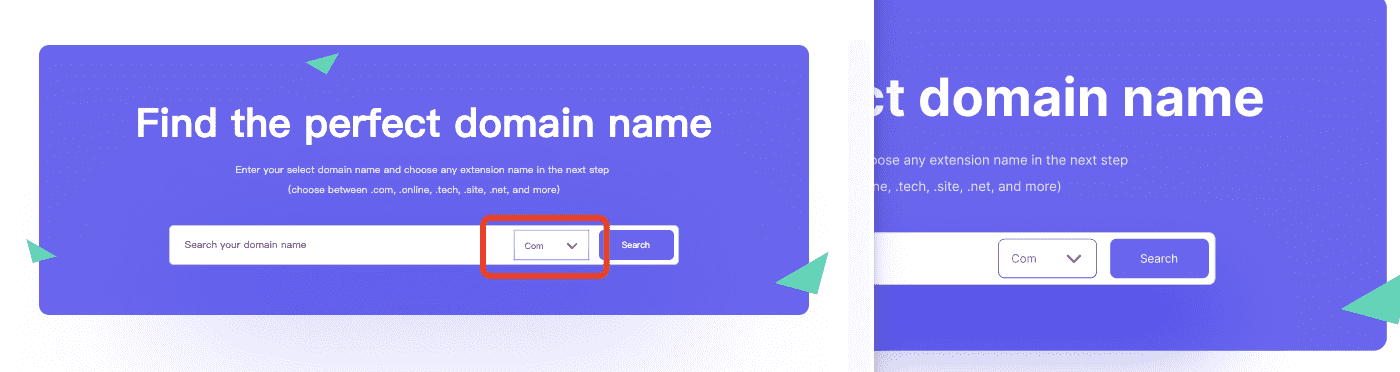 Find the perfect domain name
Enter your select domain name and choose any extension name in the next step
(choose between .com, .online, .tech, .site, .net, and more)
Search your domain name
Com
Search
ct domain name
oose any extension name in the next step
ne, .tech, .site, .net, and more)
Com
Search